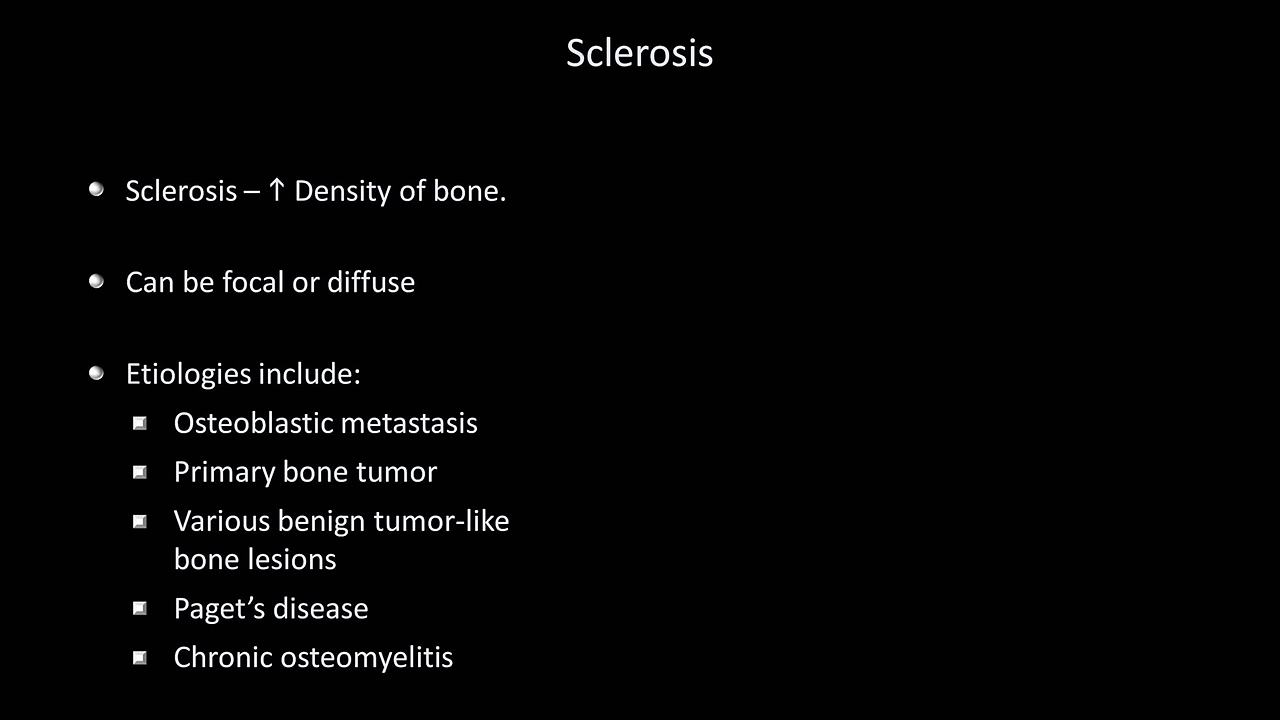 Sclerosis
Sclerosis – ↑ Density of bone.
Can be focal or diffuse
Etiologies include:
Osteoblastic metastasis
Primary bone tumor
Various benign tumor-like
bone lesions
Paget’s disease
Chronic osteomyelitis